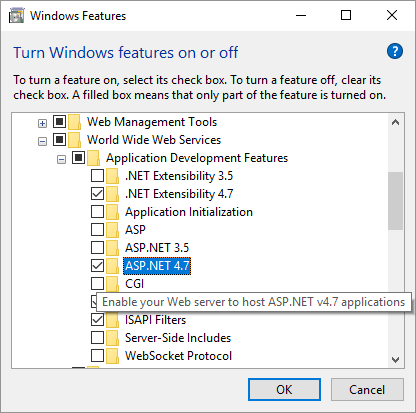 Windows Features
Turn Windows features on or off
?
To turn a feature on, select its check box. To turn a feature off, clear its
check box. A filled box means that only part of the feature is turned on.
Web Management Tools
World Wide Web Services
Application Development Features
.NET Extensibility 3.5
.NET Extensibility 4.7
Application Initialization
ASP
ASP.NET 3.5
ASP.NET 4.7
CGI
Enable your Web server to host ASP.NET v4.7 applications
ISAPI Filters
Server-Side Includes
WebSocket Protocol
OK
Cancel